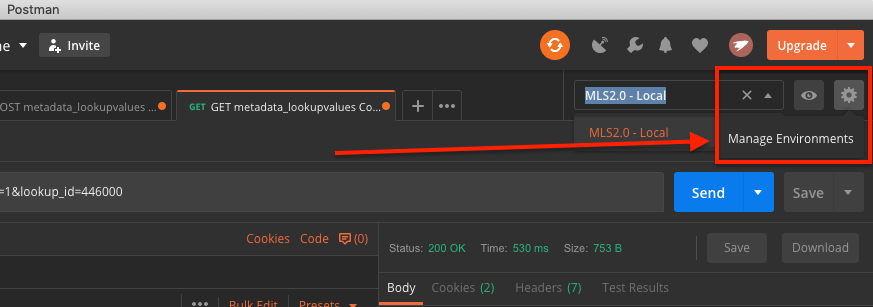 Postman
ne
Invite
Upgrade
OST metadata_lookupvalues ...
GET GET metadata_lookupvalues Co...
MLS2.0 - Local
MLS2.0 - Local
Manage Environments
=1&lookup_id=446000
Send
Save
Cookies Code (0)
Status: 200 OK Time: 530 ms Size: 753 B
Save
Download
Body Cookies (2) Headers (7) Test Results
Bulk Edit Presets